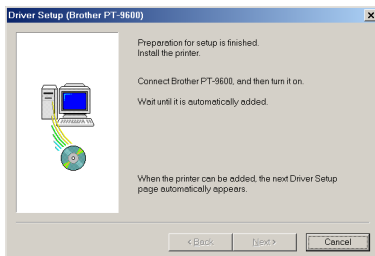 Driver Setup (Brother PT-9600)
Preparation for setup is finished.
Install the printer.
Connect Brother PT-9600, and then turn it on.
Wait until it is automatically added.
When the printer can be added, the next Driver Setup
page automatically appears.
< Back
Next >
Cancel